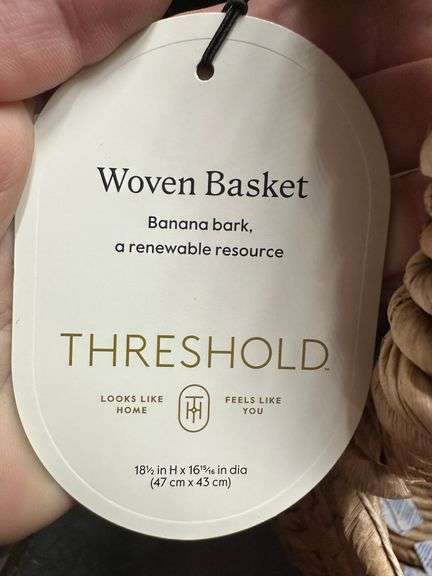 Woven Basket
Banana bark,
a renewable resource
THRESHOLD™
LOOKS LIKE HOME
FEELS LIKE YOU
18½ in H x 16¹⁵⁄₁₆ in dia
(47 cm x 43 cm)